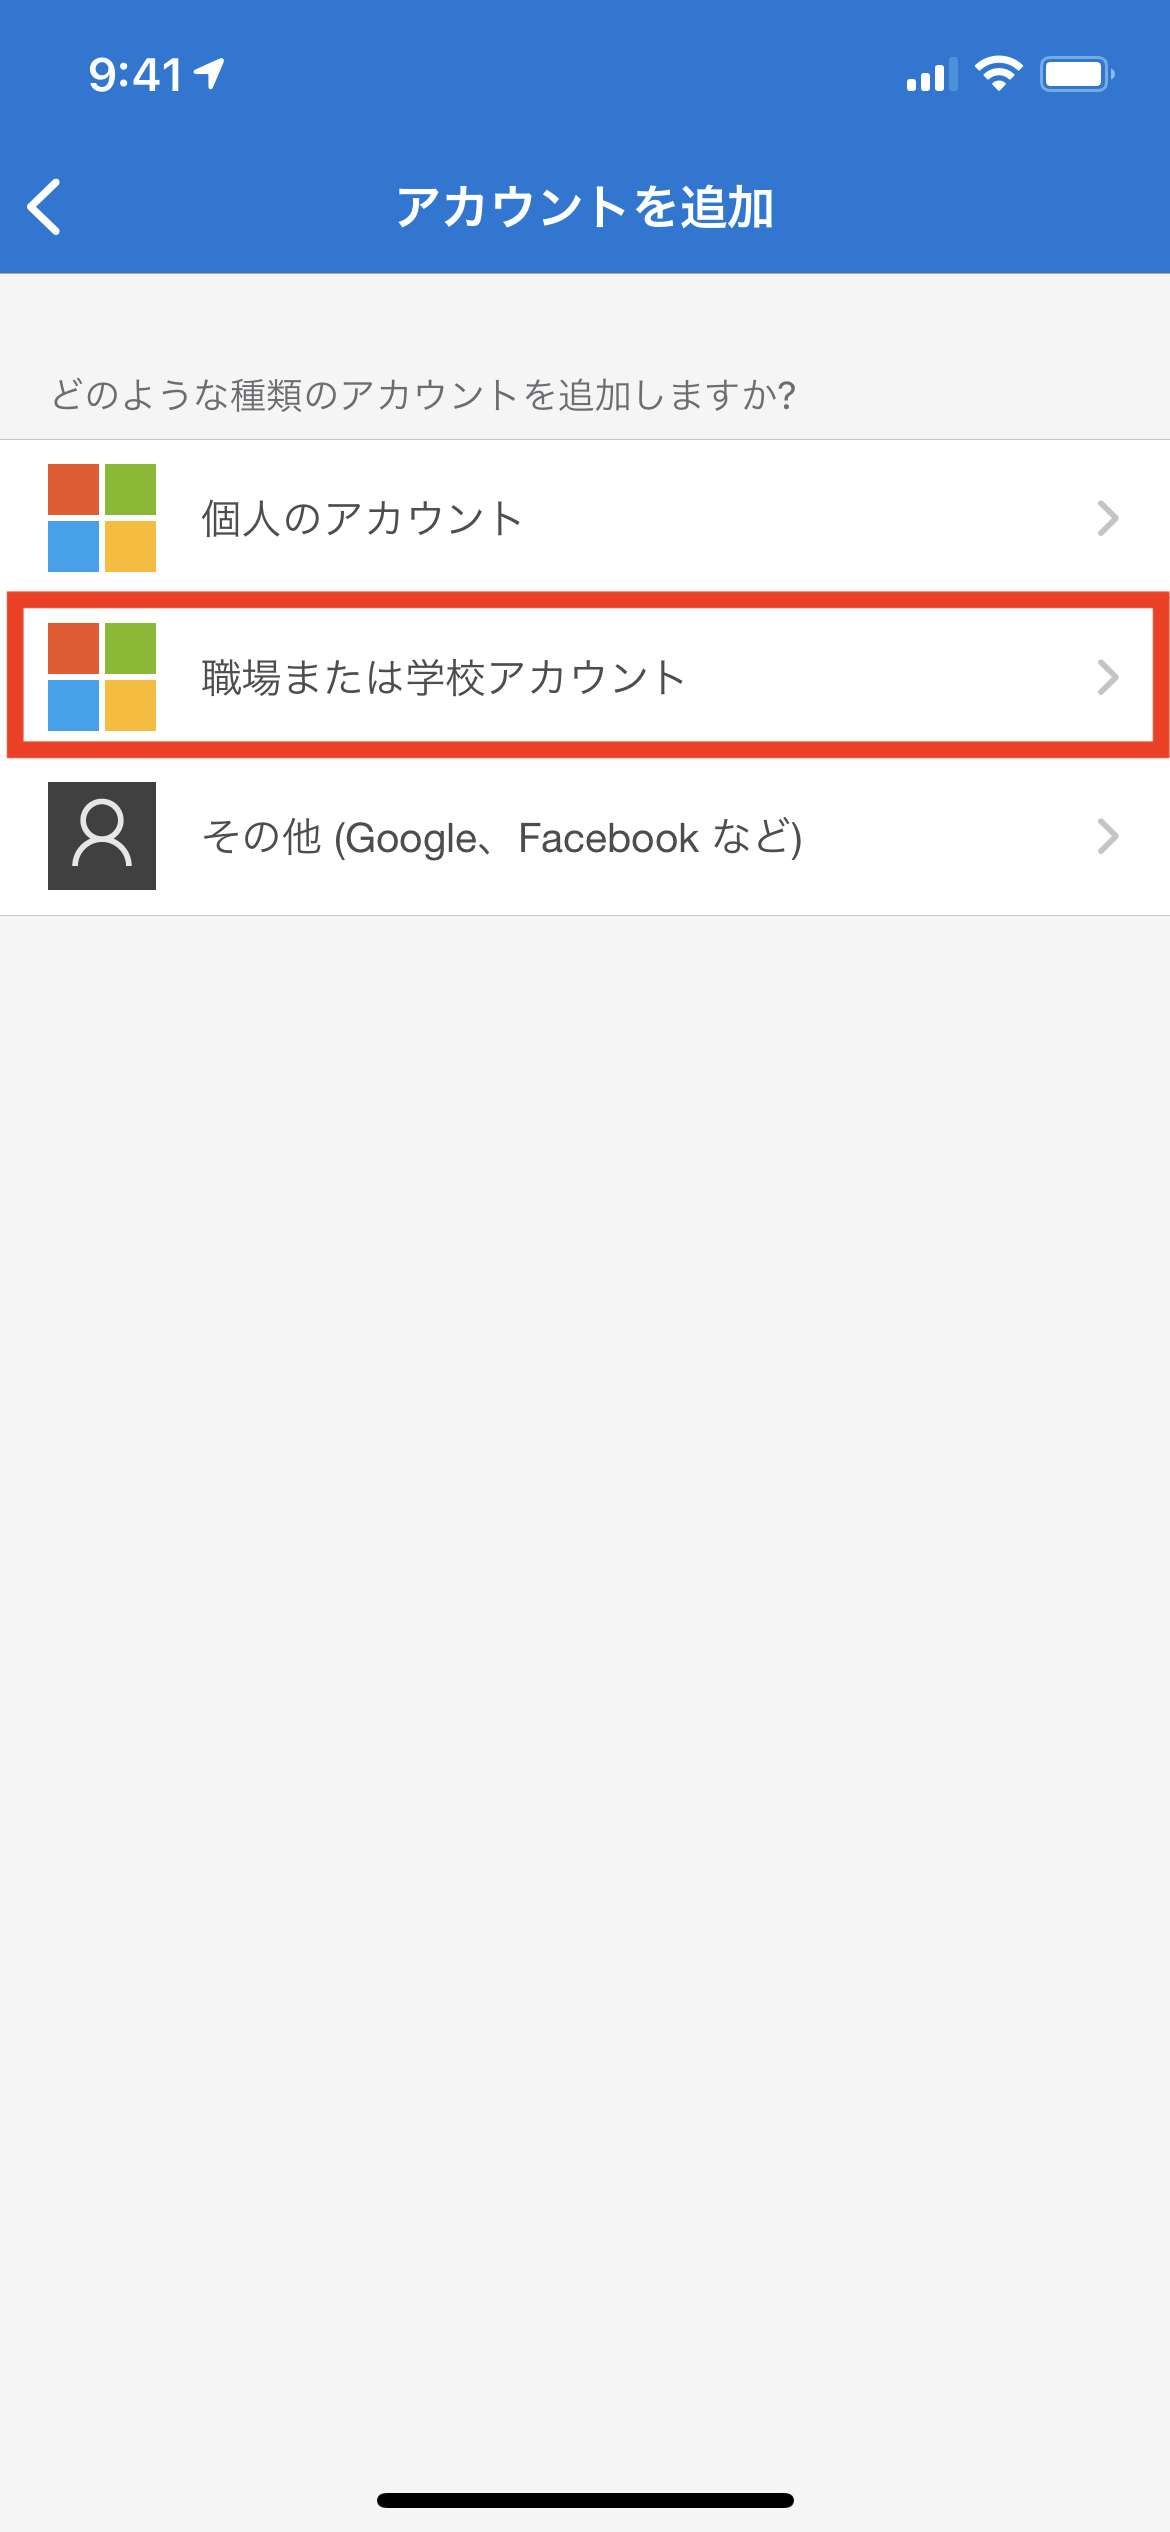 9:41
アカウントを追加
どのような種類のアカウントを追加しますか?
個人のアカウント
職場または学校アカウント
その他 (Google、Facebook など)